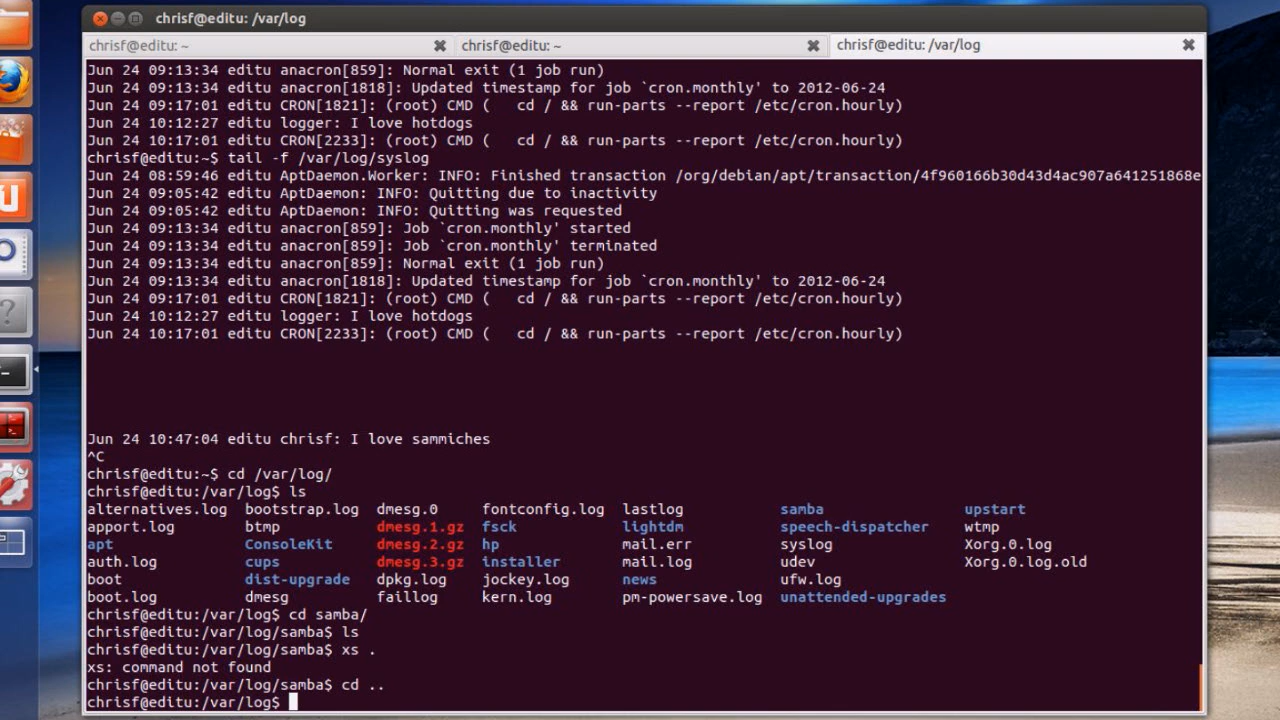 chrisf@editu: /var/log
chrisf@editu: ~ chrisf@editu: ~ chrisf@editu: /var/log
Jun 24 09:13:34 editu anacron[859]: Normal exit (1 job run)
Jun 24 09:13:34 editu anacron[1818]: Updated timestamp for job `cron.monthly' to 2012-06-24
Jun 24 09:17:01 editu CRON[1821]: (root) CMD (   cd / && run-parts --report /etc/cron.hourly)
Jun 24 10:12:27 editu logger: I love hotdogs
Jun 24 10:17:01 editu CRON[2233]: (root) CMD (   cd / && run-parts --report /etc/cron.hourly)
chrisf@editu:~$ tail -f /var/log/syslog
Jun 24 08:59:46 editu AptDaemon.Worker: INFO: Finished transaction /org/debian/apt/transaction/4f960166b30d43d4ac907a641251868e
Jun 24 09:05:42 editu AptDaemon: INFO: Quitting due to inactivity
Jun 24 09:05:42 editu AptDaemon: INFO: Quitting was requested
Jun 24 09:13:34 editu anacron[859]: Job `cron.monthly' started
Jun 24 09:13:34 editu anacron[859]: Job `cron.monthly' terminated
Jun 24 09:13:34 editu anacron[859]: Normal exit (1 job run)
Jun 24 09:13:34 editu anacron[1818]: Updated timestamp for job `cron.monthly' to 2012-06-24
Jun 24 09:17:01 editu CRON[1821]: (root) CMD (   cd / && run-parts --report /etc/cron.hourly)
Jun 24 10:12:27 editu logger: I love hotdogs
Jun 24 10:17:01 editu CRON[2233]: (root) CMD (   cd / && run-parts --report /etc/cron.hourly)
Jun 24 10:47:04 editu chrisf: I love sammiches
^C
chrisf@editu:~$ cd /var/log/
chrisf@editu:/var/log$ ls
alternatives.log bootstrap.log dmesg.0 fontconfig.log lastlog samba upstart
apport.log btmp dmesg.1.gz fsck lightdm speech-dispatcher wtmp
apt ConsoleKit dmesg.2.gz hp mail.err syslog Xorg.0.log
auth.log cups dmesg.3.gz installer mail.log udev Xorg.0.log.old
boot dist-upgrade dpkg.log jockey.log news ufw.log
boot.log dmesg faillog kern.log pm-powersave.log unattended-upgrades
chrisf@editu:/var/log$ cd samba/
chrisf@editu:/var/log/samba$ ls
chrisf@editu:/var/log/samba$ xs .
xs: command not found
chrisf@editu:/var/log/samba$ cd ..
chrisf@editu:/var/log$